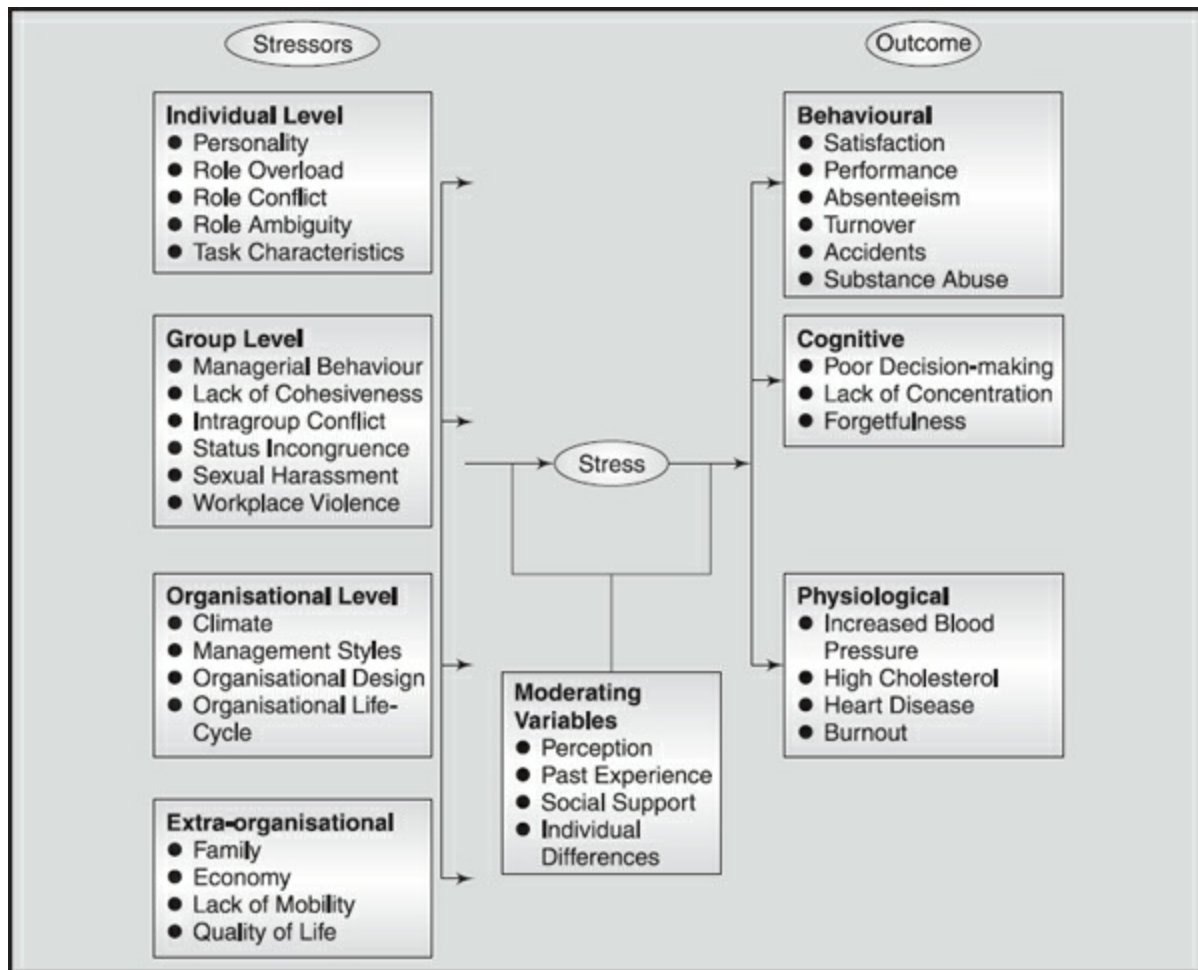 Stressors
Individual Level
● Personality
● Role Overload
● Role Conflict
● Role Ambiguity
● Task Characteristics
Group Level
● Managerial Behaviour
● Lack of Cohesiveness
● Intragroup Conflict
● Status Incongruence
● Sexual Harassment
● Workplace Violence
Organisational Level
● Climate
● Management Styles
● Organisational Design
● Organisational Life-
Cycle
Extra-organisational
● Family
● Economy
● Lack of Mobility
● Quality of Life
Stress
Moderating
Variables
● Perception
● Past Experience
● Social Support
● Individual
Differences
Outcome
Behavioural
● Satisfaction
● Performance
● Absenteeism
● Turnover
● Accidents
● Substance Abuse
Cognitive
● Poor Decision-making
● Lack of Concentration
● Forgetfulness
Physiological
● Increased Blood
Pressure
● High Cholesterol
● Heart Disease
● Burnout